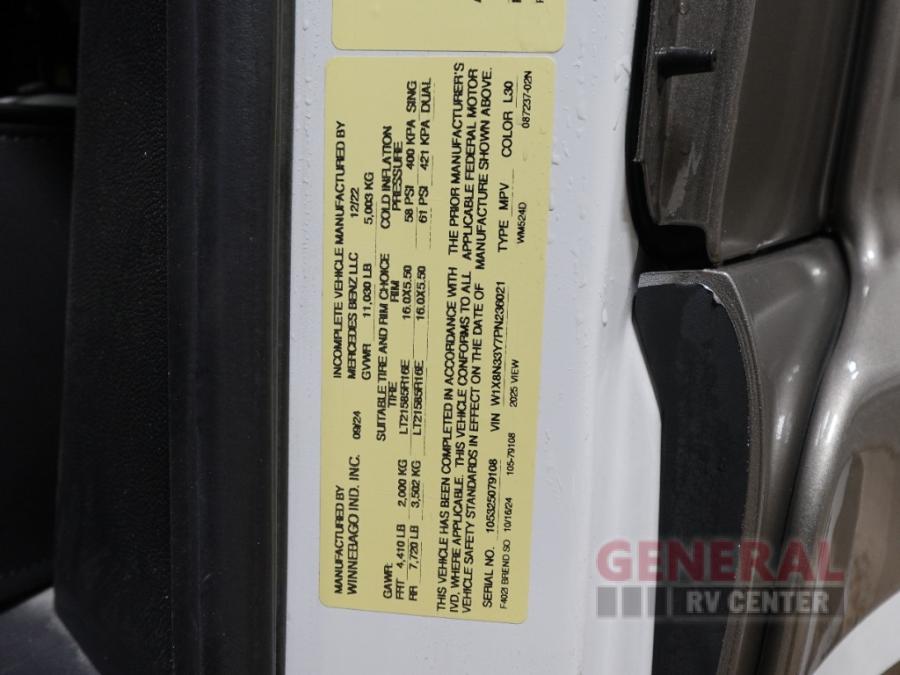 MANUFACTURED BY INCOMPLETE VEHICLE MANUFACTURED BY
WINNEBAGO IND. INC. 09/24 MERCEDES BENZ LLC 12/22
GVWR 11,030 LB 5,003 KG
GAWR: SUITABLE TIRE AND RIM CHOICE COLD INFLATION
TIRE RIM PRESSURE
FRT 4,410 LB 2,000 KG LT21585R16E 16.0X5.50 58 PSI 400 KPA SING
RR 7,720 LB 3,502 KG LT21585R16E 16.0X5.50 61 PSI 421 KPA DUAL
THIS VEHICLE HAS BEEN COMPLETED IN ACCORDANCE WITH THE PRIOR MANUFACTURER'S
IVD, WHERE APPLICABLE. THIS VEHICLE CONFORMS TO ALL APPLICABLE FEDERAL MOTOR
VEHICLE SAFETY STANDARDS IN EFFECT ON THE DATE OF MANUFACTURE SHOWN ABOVE.
SERIAL NO. 105325079108 VIN W1X8N33Y7PN236021 TYPE MPV COLOR L30
F402I BREND SO 10/16/24 105-79108 2025 VIEW WM524D 087237-02N
GENERAL
RV CENTER